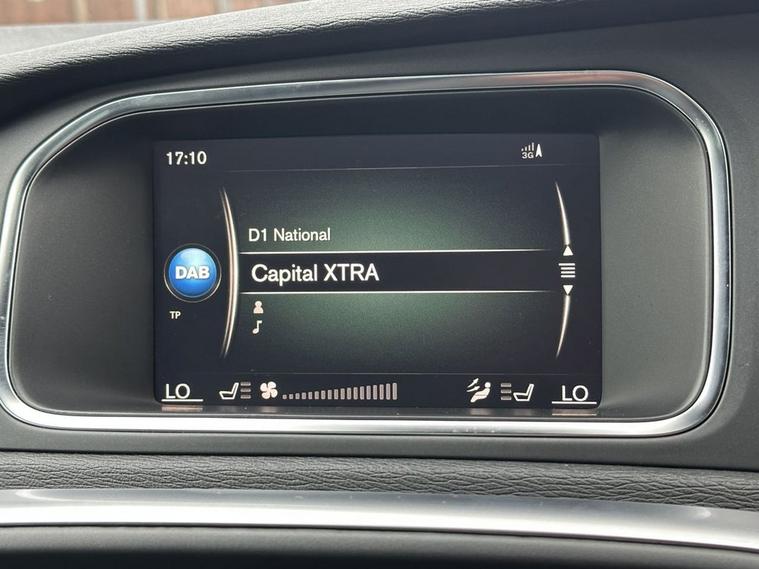 17:10
3G
D1 National
DAB
Capital XTRA
TP
LO
LO